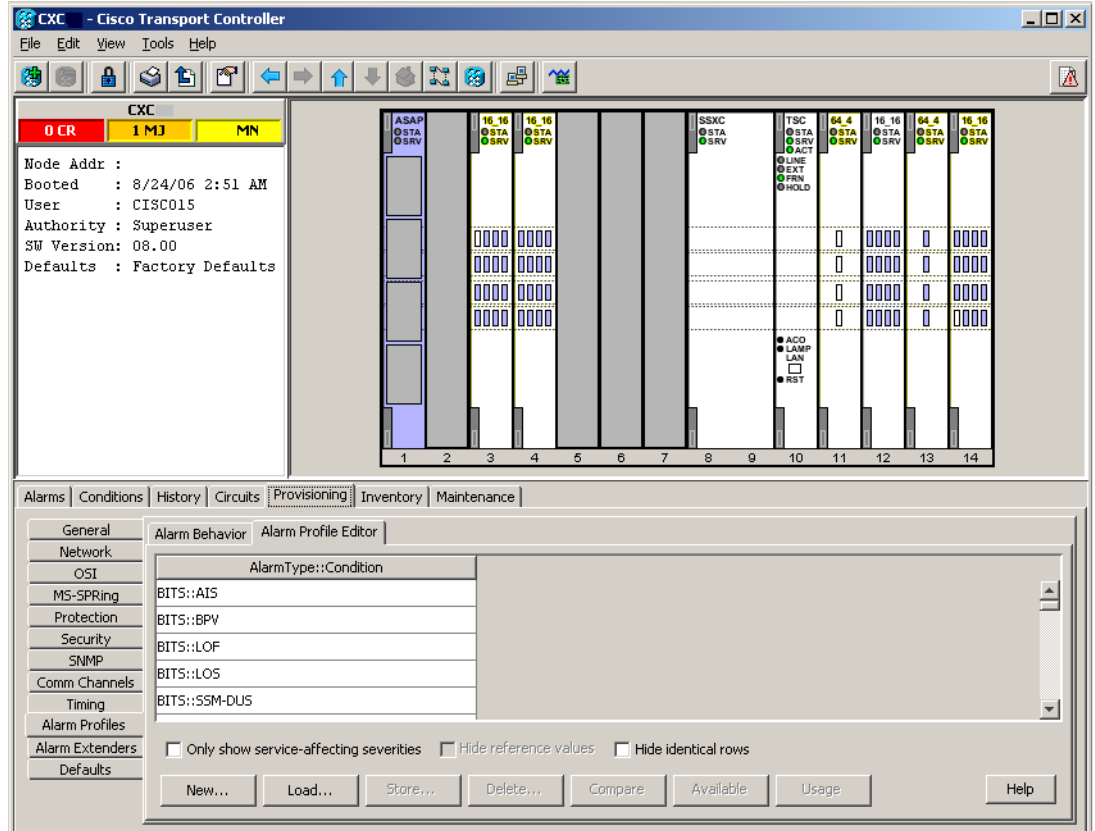 CXC - Cisco Transport Controller
File Edit View Tools Help
CXC
0 CR 1 MJ MN
Node Addr :
Booted : 8/24/06 2:51 AM
User : CISC015
Authority : Superuser
SW Version: 08.00
Defaults : Factory Defaults
ASAP 16_16 16_16 SSXC TSC 64_4 16_16 64_4 16_16
STA STA STA STA STA STA STA STA STA
SRV SRV SRV SRV SRV SRV SRV SRV SRV
ACT
LINE
EXT
FRN
HOLD
ACO
LAMP
LAN
RST
1 2 3 4 5 6 7 8 9 10 11 12 13 14
Alarms Conditions History Circuits Provisioning Inventory Maintenance
General
Network
OSI
MS-SPRing
Protection
Security
SNMP
Comm Channels
Timing
Alarm Profiles
Alarm Extenders
Defaults
Alarm Behavior Alarm Profile Editor
AlarmType::Condition
BITS::AIS
BITS::BPV
BITS::LOF
BITS::LOS
BITS::SSM-DUS
Only show service-affecting severities Hide reference values Hide identical rows
New... Load... Store... Delete... Compare Available Usage Help